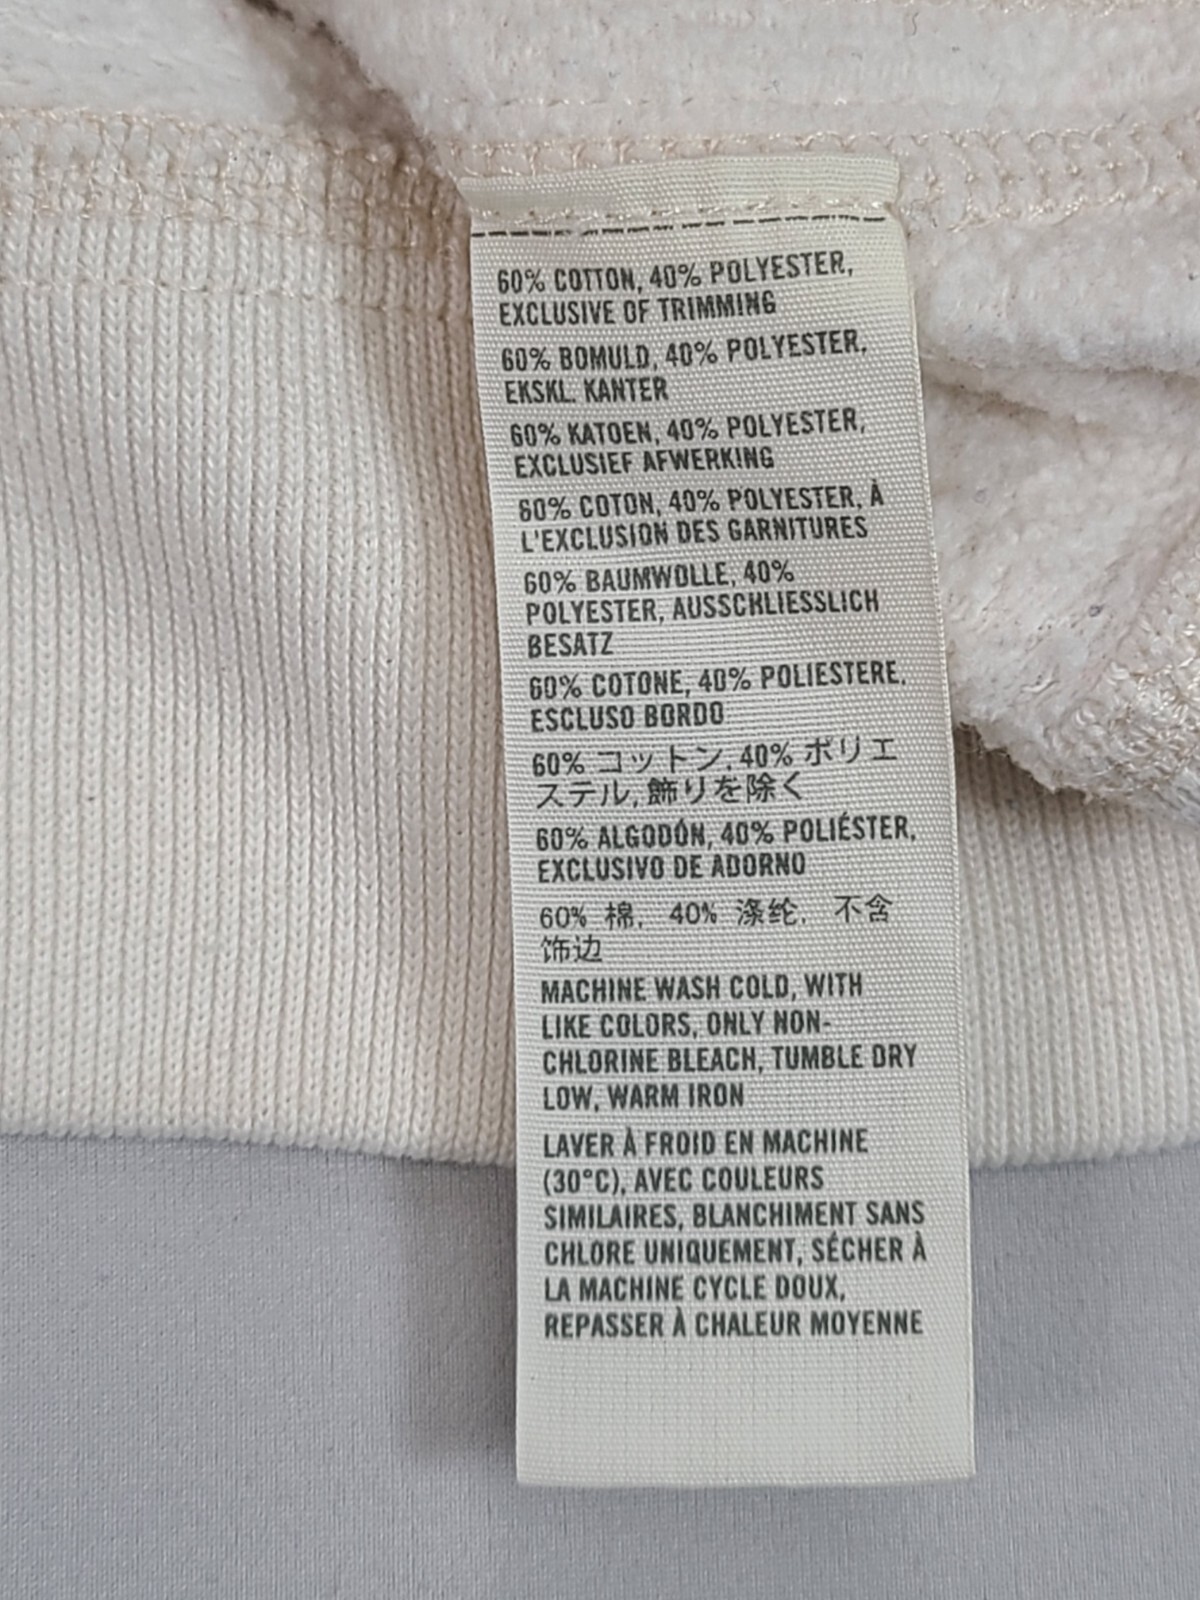 60% COTTON, 40% POLYESTER,
EXCLUSIVE OF TRIMMING
60% BOMULD, 40% POLYESTER,
EKSKL. KANTER
60% KATOEN, 40% POLYESTER,
EXCLUSIEF AFWERKING
60% COTON, 40% POLYESTER, À
L'EXCLUSION DES GARNITURES
60% BAUMWOLLE, 40%
POLYESTER, AUSSCHLIESSLICH
BESATZ
60% COTONE, 40% POLIESTERE,
ESCLUSO BORDO
60% コットン, 40% ポリエ
ステル, 飾りを除く
60% ALGODÓN, 40% POLIÉSTER,
EXCLUSIVO DE ADORNO
60% 棉, 40% 涤纶, 不含
饰边
MACHINE WASH COLD, WITH
LIKE COLORS, ONLY NON-
CHLORINE BLEACH, TUMBLE DRY
LOW, WARM IRON
LAVER À FROID EN MACHINE
(30°C), AVEC COULEURS
SIMILAIRES, BLANCHIMENT SANS
CHLORE UNIQUEMENT, SÉCHER À
LA MACHINE CYCLE DOUX,
REPASSER À CHALEUR MOYENNE